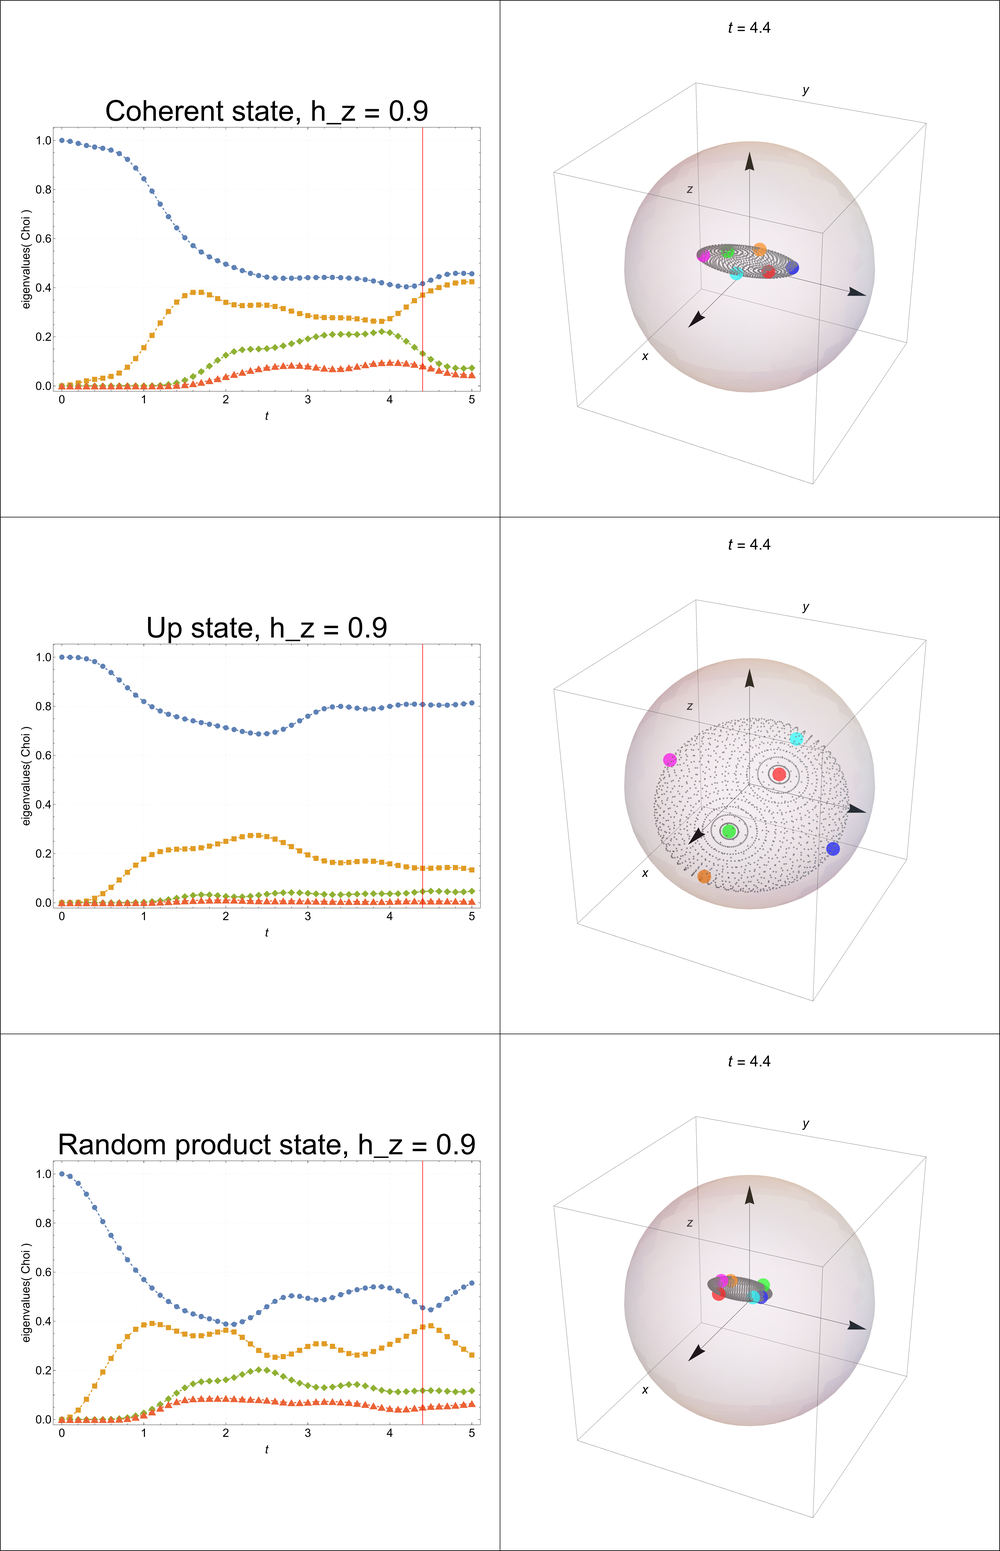 Coherent state, h_z = 0.9
eigenvalues( Choi )
1.0
0.8
0.6
0.4
0.2
0.0
0 1 2 3 4 5
t
t = 4.4
y
z
x
Up state, h_z = 0.9
eigenvalues( Choi )
1.0
0.8
0.6
0.4
0.2
0.0
0 1 2 3 4 5
t
t = 4.4
y
z
x
Random product state, h_z = 0.9
eigenvalues( Choi )
1.0
0.8
0.6
0.4
0.2
0.0
0 1 2 3 4 5
t
t = 4.4
y
z
x